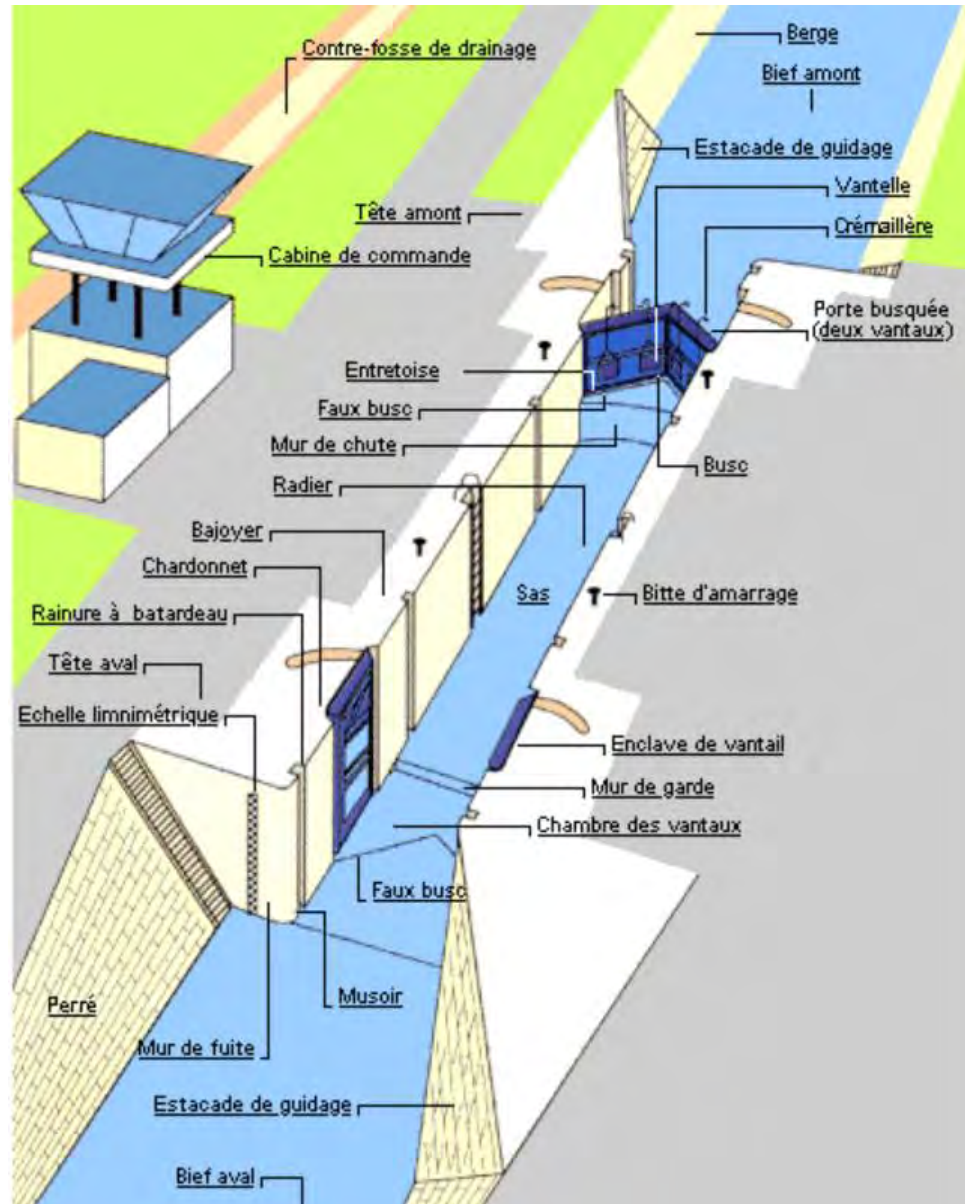 Berge
Contre-fosse de drainage
Bief amont
Estacade de guidage
Vantelle
Tête amont
Crémaillère
Cabine de commande
Porte busquée
(deux vantaux)
Entretoise
Faux busc
Mur de chute
Busc
Radier
Bajoyer
Chardonnet
Sas
Bitte d'amarrage
Rainure à batardeau
Tête aval
Echelle limnimétrique
Enclave de vantail
Mur de garde
Chambre des vantaux
Faux busc
Musoir
Perré
Mur de fuite
Estacade de guidage
Bief aval